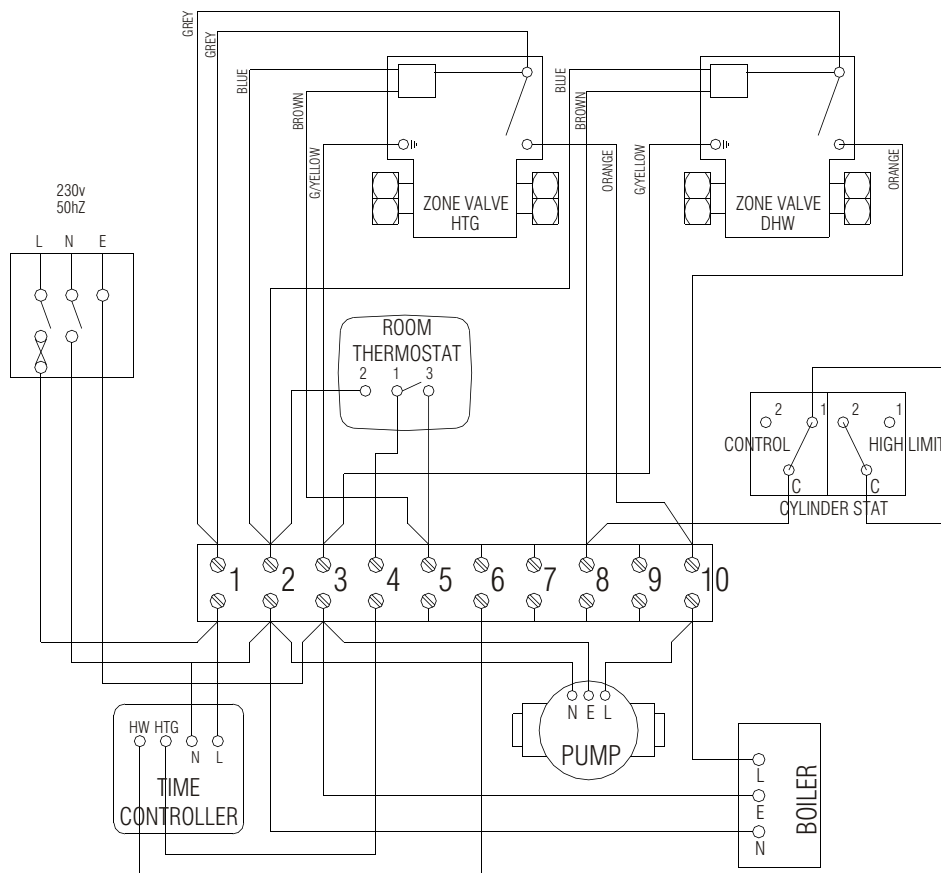 GREY
GREY
BLUE
BROWN
G/YELLOW
ORANGE
BLUE
BROWN
G/YELLOW
ORANGE
ZONE VALVE
HTG
ZONE VALVE
DHW
230v
50hZ
L N E
ROOM
THERMOSTAT
2 1 3
2 1 2 1
CONTROL HIGH LIMIT
C C
CYLINDER STAT
1 2 3 4 5 6 7 8 9 10
N E L
PUMP
HW HTG
N L
TIME
CONTROLLER
L
E
N
BOILER